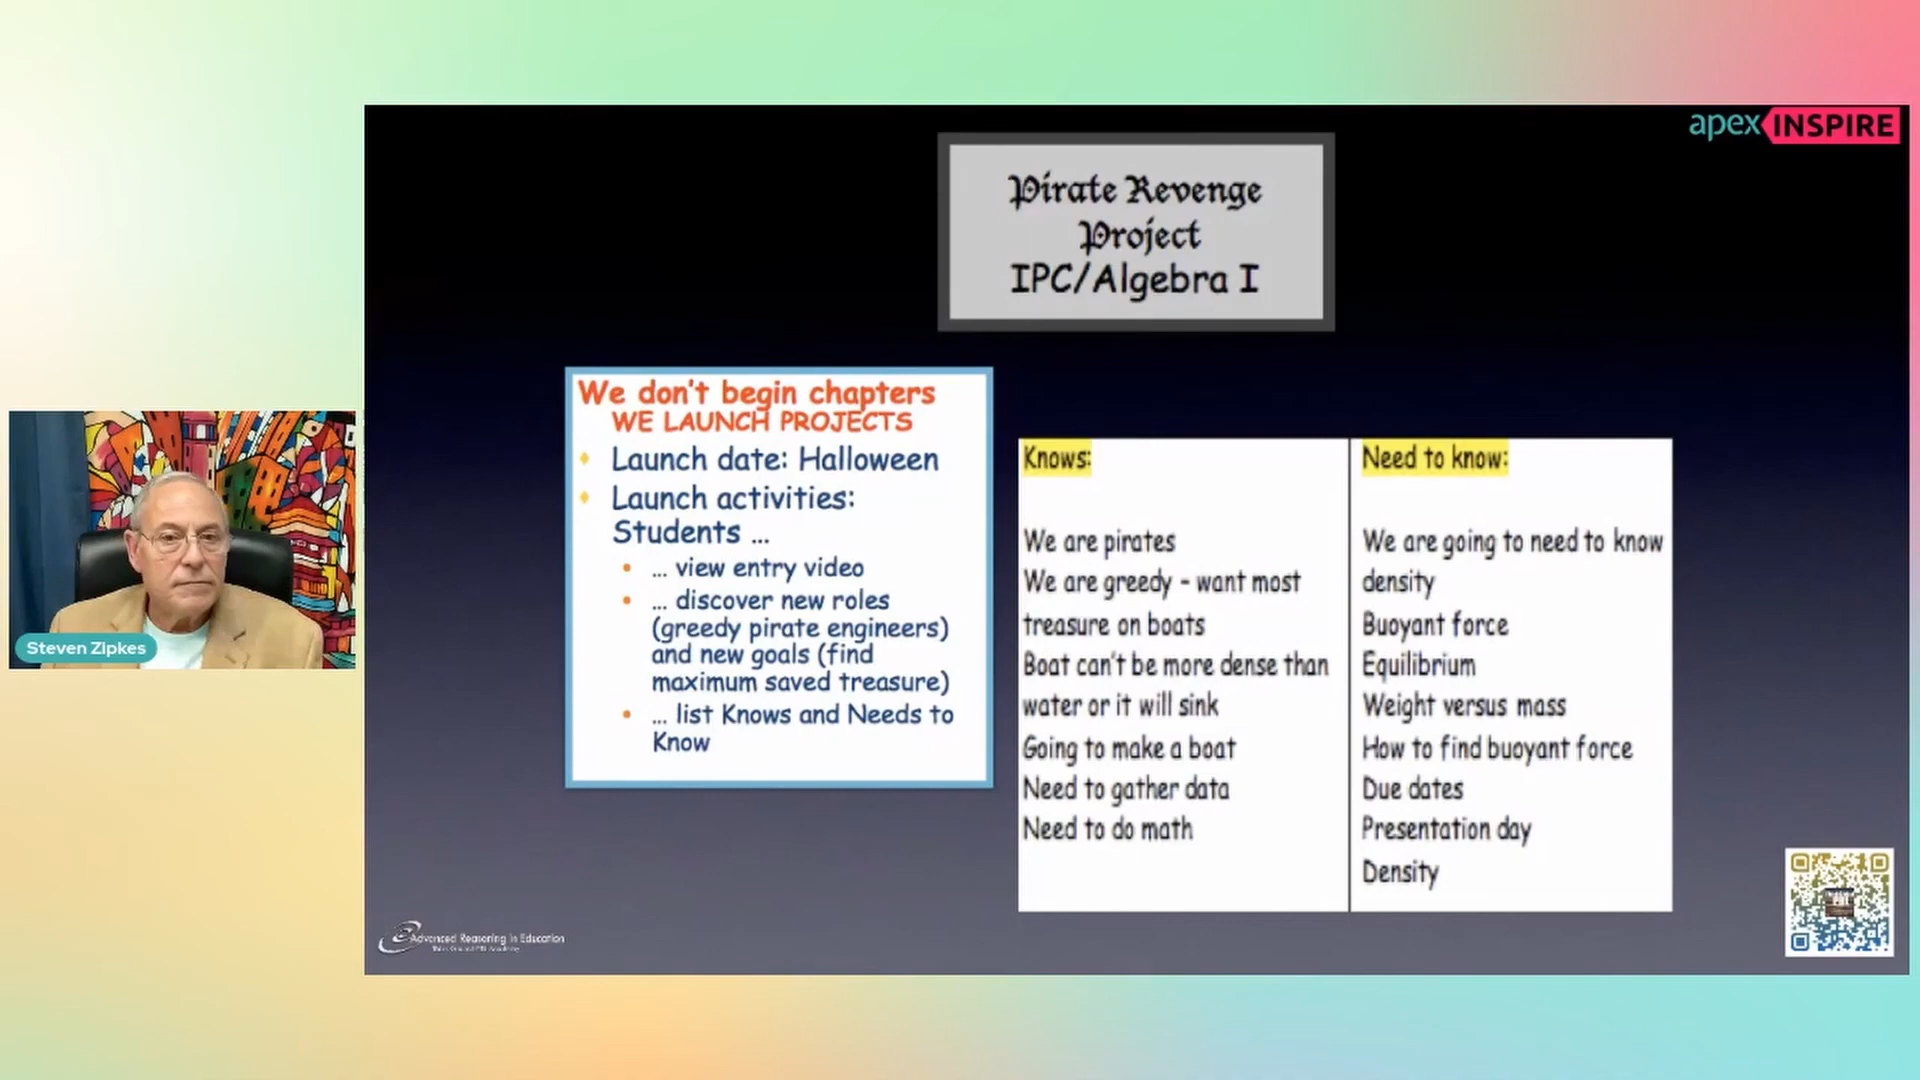 apex INSPIRE
Pirate Revenge
Project
IPC/Algebra I
We don't begin chapters
WE LAUNCH PROJECTS
Launch date: Halloween
Launch activities:
Students ...
... view entry video
... discover new roles
(greedy pirate engineers)
and new goals (find
maximum saved treasure)
... list Knows and Needs to
Know
Knows:
We are pirates
We are greedy - want most
treasure on boats
Boat can't be more dense than
water or it will sink
Going to make a boat
Need to gather data
Need to do math
Need to know:
We are going to need to know
density
Buoyant force
Equilibrium
Weight versus mass
How to find buoyant force
Due dates
Presentation day
Density
Steven Zipkes
Advanced Reasoning in Education